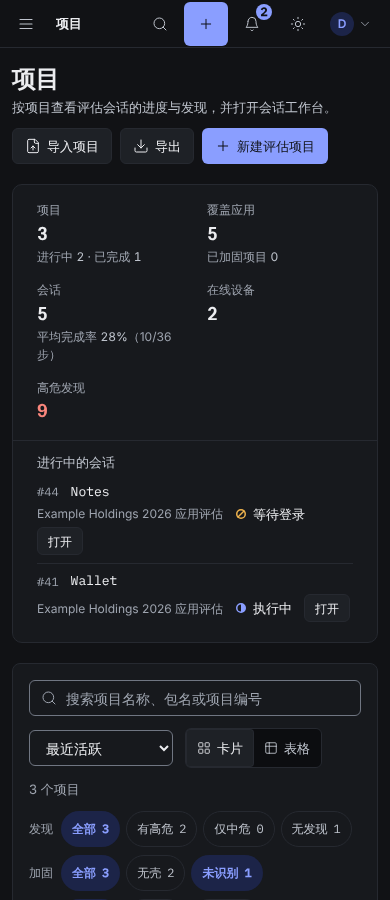 项目
2
D
项目
按项目查看评估会话的进度与发现，并打开会话工作台。
导入项目
导出
新建评估项目
项目
3
进行中 2 · 已完成 1
覆盖应用
5
已加固项目 0
会话
5
平均完成率 28%（10/36
步）
在线设备
2
高危发现
9
进行中的会话
#44 Notes
Example Holdings 2026 应用评估 等待登录
打开
#41 Wallet
Example Holdings 2026 应用评估 执行中 打开
搜索项目名称、包名或项目编号
最近活跃 卡片 表格
3 个项目
发现 全部 3 有高危 2 仅中危 0 无发现 1
加固 全部 3 无壳 2 未识别 1